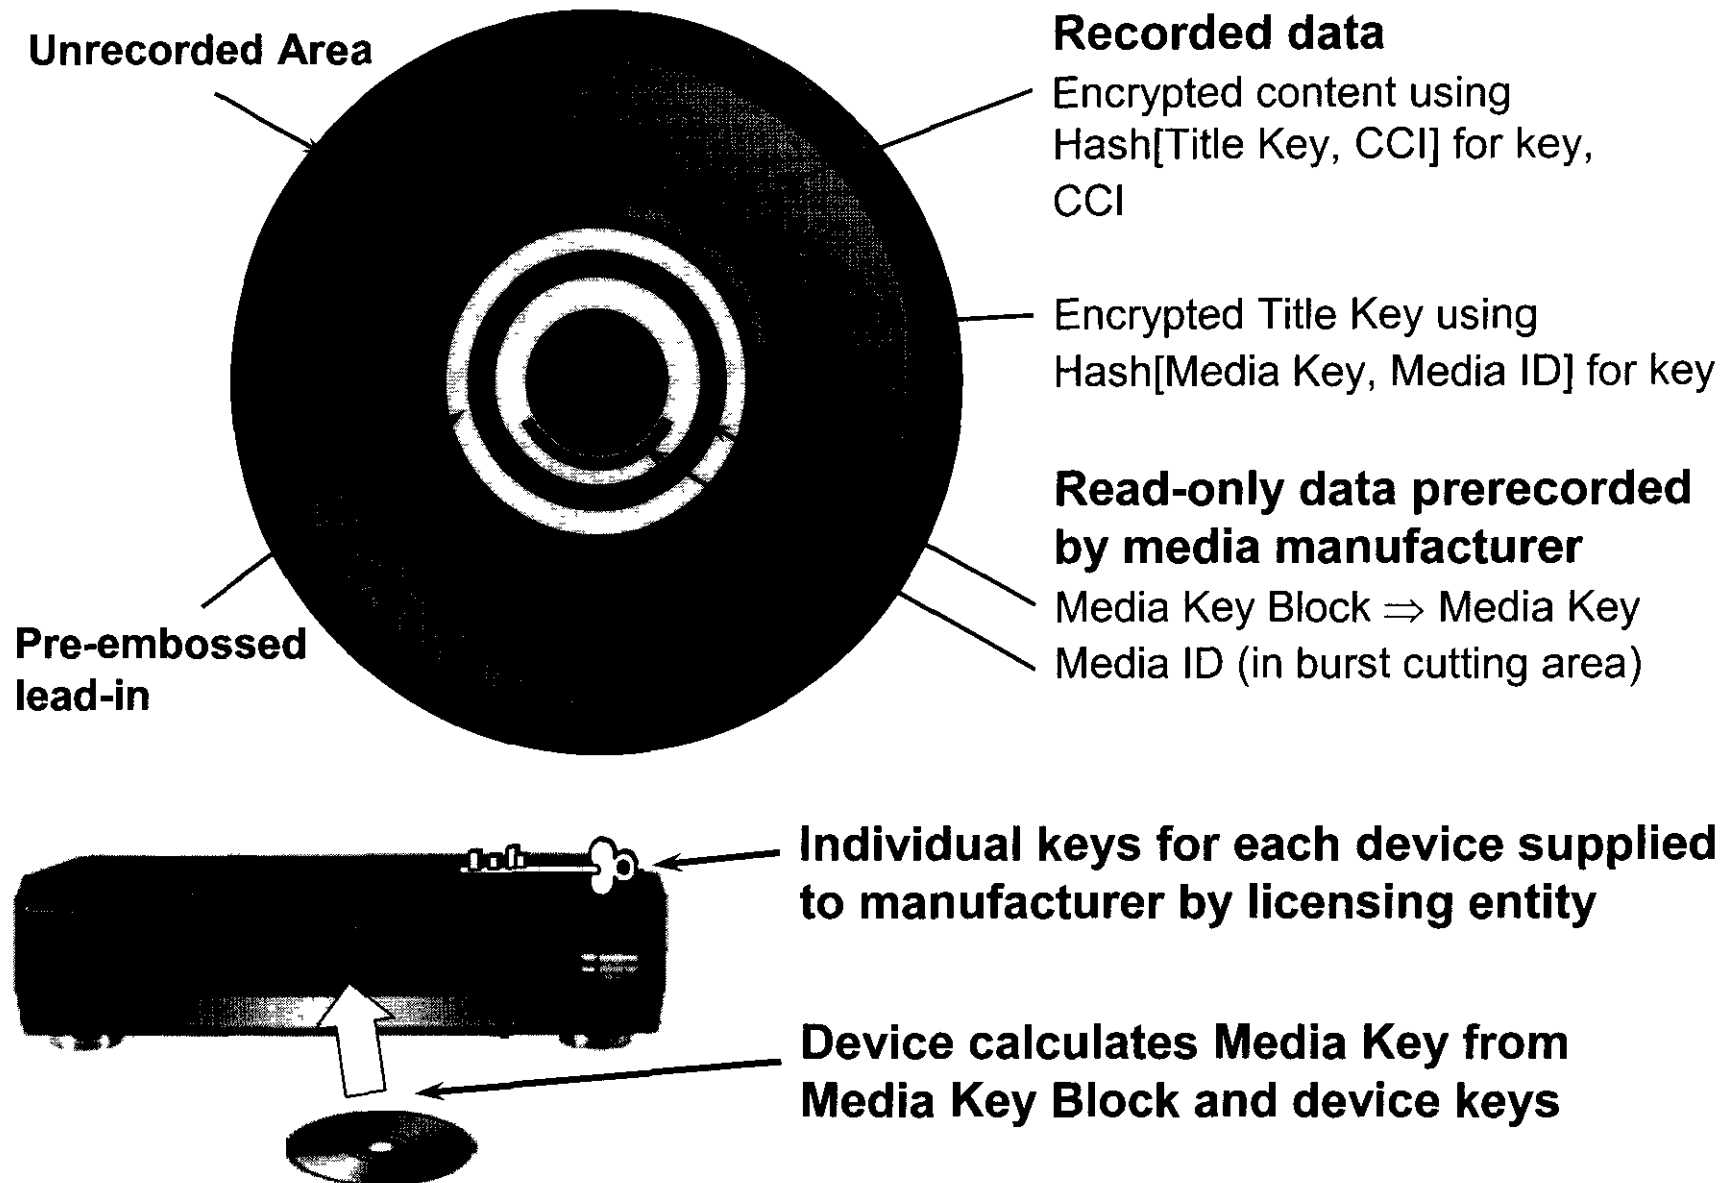 Unrecorded Area
Recorded data
Encrypted content using
Hash[Title Key, CCI] for key,
CCI
Encrypted Title Key using
Hash[Media Key, Media ID] for key
Read-only data prerecorded
by media manufacturer
Media Key Block ⇒ Media Key
Media ID (in burst cutting area)
Pre-embossed
lead-in
Individual keys for each device supplied
to manufacturer by licensing entity
Device calculates Media Key from
Media Key Block and device keys